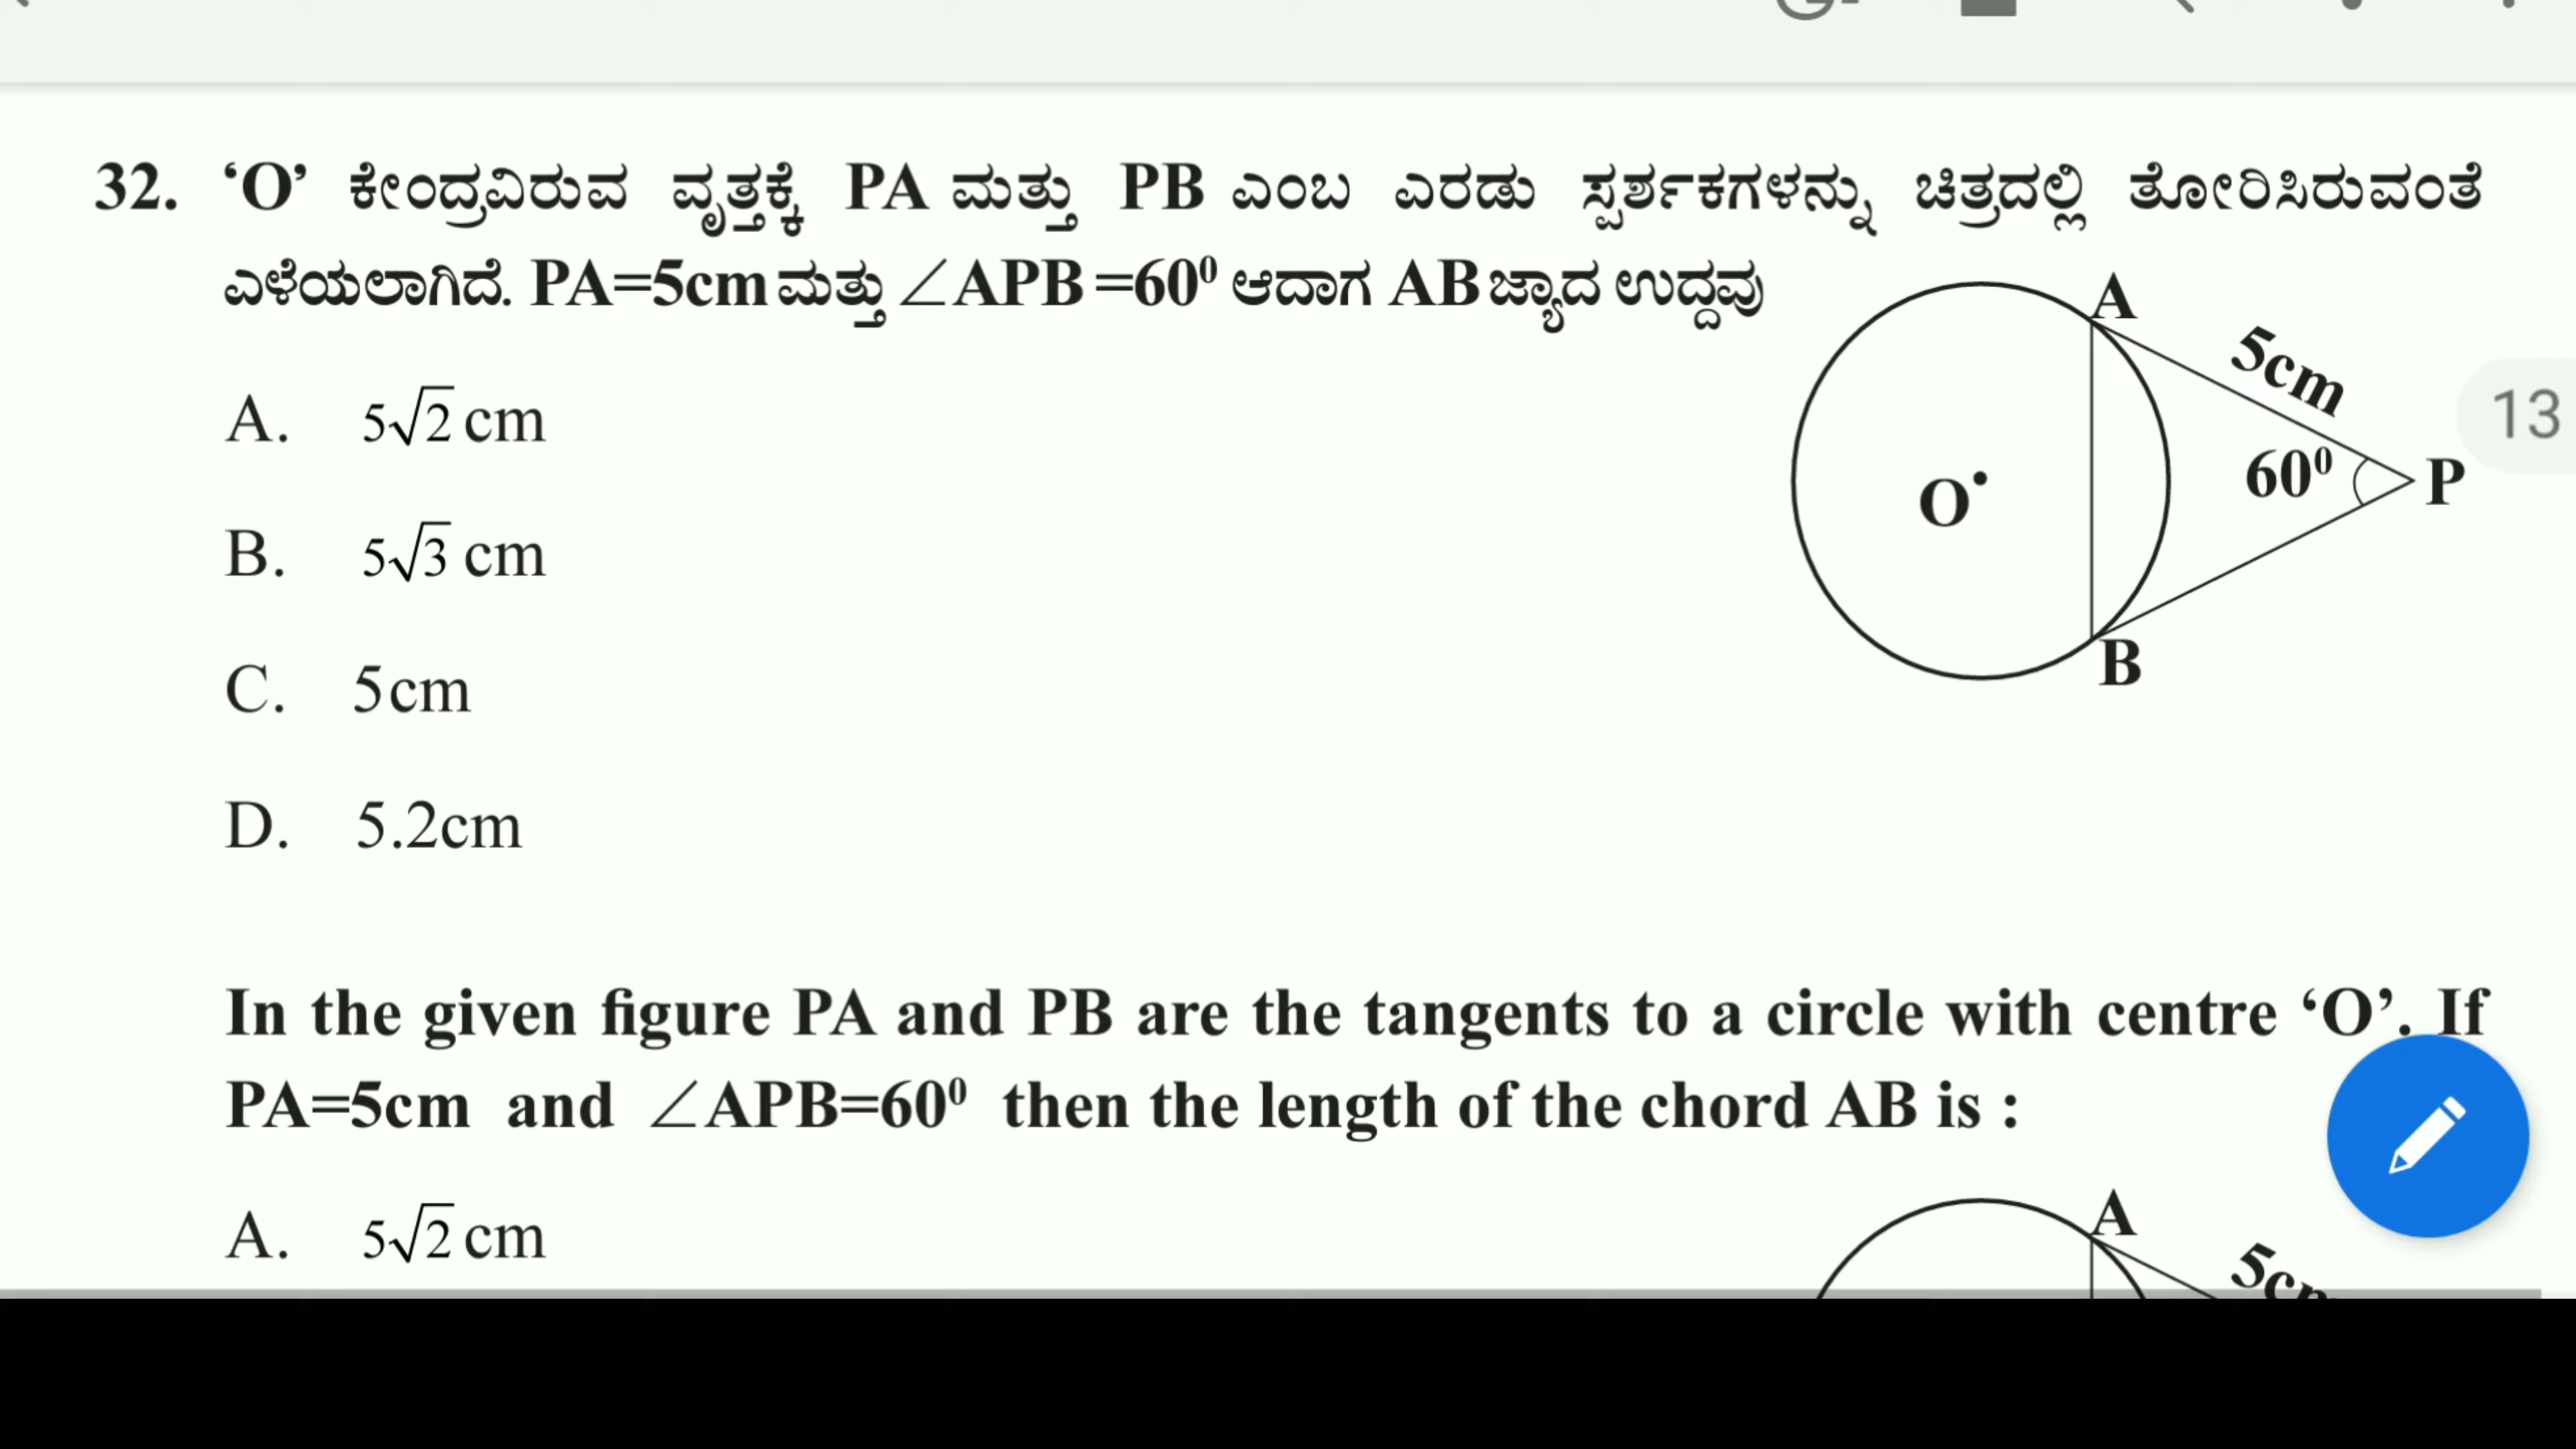 32. ‘O’ ಕೇಂದ್ರವಿರುವ ವೃತ್ತಕ್ಕೆ PA ಮತ್ತು PB ಎಂಬ ಎರಡು ಸ್ಪರ್ಶಕಗಳನ್ನು ಚಿತ್ರದಲ್ಲಿ ತೋರಿಸಿರುವಂತೆ
ಎಳೆಯಲಾಗಿದೆ. PA=5cm ಮತ್ತು ∠APB=60⁰ ಆದಾಗ AB ಜ್ಯಾದ ಉದ್ದವು
A
5cm
13
60⁰
P
O
B
A. 5√2 cm
B. 5√3 cm
C. 5cm
D. 5.2cm
In the given figure PA and PB are the tangents to a circle with centre ‘O’. If
PA=5cm and ∠APB=60⁰ then the length of the chord AB is :
A. 5√2 cm
A